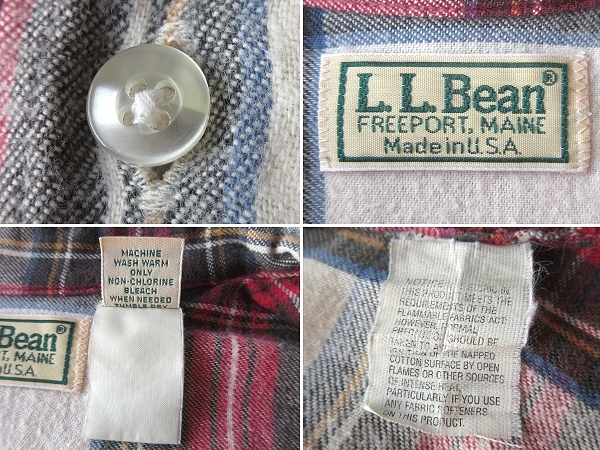 L.L.Bean®
FREEPORT, MAINE
Made in U.S.A.
MACHINE
WASH WARM
ONLY
NON-CHLORINE
BLEACH
WHEN NEEDED
TUMBLE DRY
Bean®
, MAINE
U.S.A.
NOTICE
THIS PRODUCT MEETS THE
REQUIREMENTS OF THE
FLAMMABLE FABRICS ACT.
HOWEVER, NORMAL
SHOULD BE
TAKEN TO
OF THE NAPPED
COTTON SURFACE BY OPEN
FLAMES OR OTHER SOURCES
OF INTENSE HEAT,
PARTICULARLY IF YOU USE
ANY FABRIC SOFTENERS
ON THIS PRODUCT.